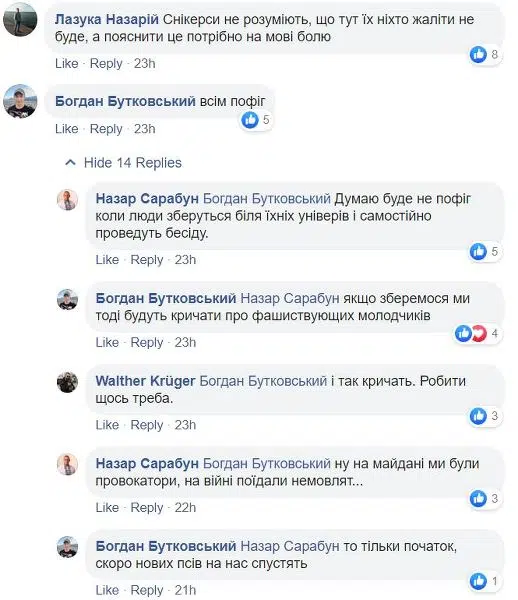 Лазука Назарій Снікерси не розуміють, що тут їх ніхто жаліти не
буде, а пояснити це потрібно на мові болю
8
Like · Reply · 23h
Богдан Бутковський всім пофіг
5
Like · Reply · 23h
Hide 14 Replies
Назар Сарабун Богдан Бутковський Думаю буде не пофіг
коли люди зберуться біля їхніх універів і самостійно
проведуть бесіду.
5
Like · Reply · 23h
Богдан Бутковський Назар Сарабун якщо зберемося ми
тоді будуть кричати про фашиствующих молодчиків
4
Like · Reply · 23h
Walther Krüger Богдан Бутковський і так кричать. Робити
щось треба.
3
Like · Reply · 23h
Назар Сарабун Богдан Бутковський ну на майдані ми були
провокатори, на війні поїдали немовлят...
3
Like · Reply · 22h
Богдан Бутковський Назар Сарабун то тільки початок,
скоро нових псів на нас спустять
1
Like · Reply · 21h